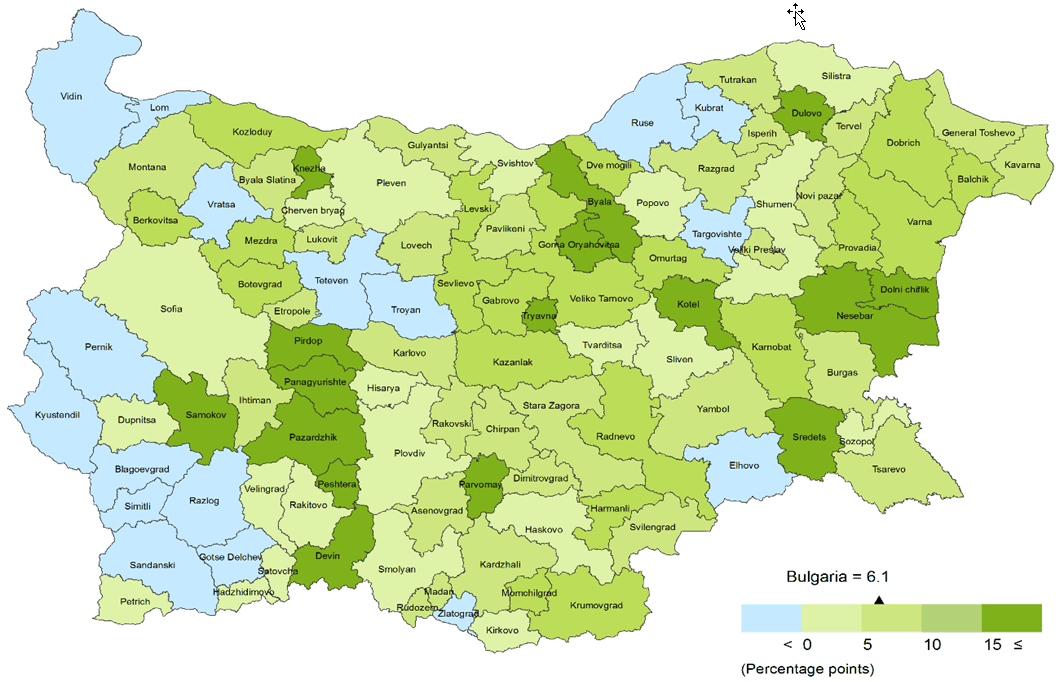 Silistra
Tutrakan
Vidin
Lom
Kubrat
Dulovo
Ruse
Tervel
Kozloduy
Isperih
General Toshevo
Gulyantsi
Dobrich
Svishtov
Dve mogili
Kavarna
Montana
Knezha
Razgrad
Byala Slatina
Balchik
Pleven
Novi pazar
Vratsa
Byala
Popovo
Shumen
Cherven bryag
Levski
Berkovitsa
Varna
Pavlikeni
Targovishte
Mezdra
Lukovit
Lovech
Gorna Oryahovitsa
Veliki Preslav
Provadia
Omurtag
Teteven
Botevgrad
Sevlievo
Dolni chiflik
Gabrovo
Veliko Tarnovo
Kotel
Sofia
Etropole
Troyan
Tryavna
Nesebar
Pirdop
Tvarditsa
Pernik
Karlovo
Karnobat
Sliven
Kazanlak
Burgas
Panagyurishte
Hisarya
Ihtiman
Stara Zagora
Yambol
Kyustendil
Samokov
Dupnitsa
Rakovski
Chirpan
Pazardzhik
Radnevo
Sredets
Sozopol
Plovdiv
Elhovo
Blagoevgrad
Tsarevo
Dimitrovgrad
Peshtera
Parvomay
Velingrad
Razlog
Simitli
Rakitovo
Asenovgrad
Harmanli
Haskovo
Svilengrad
Gotse Delchev
Devin
Sandanski
Kardzhali
Satovcha
Smolyan
Bulgaria = 6.1
Hadzhidimovo
Madan
Momchilgrad
Petrich
Rudozem
Krumovgrad
Zlatograd
Kirkovo
< 0 5 10 15 ≤
(Percentage points)